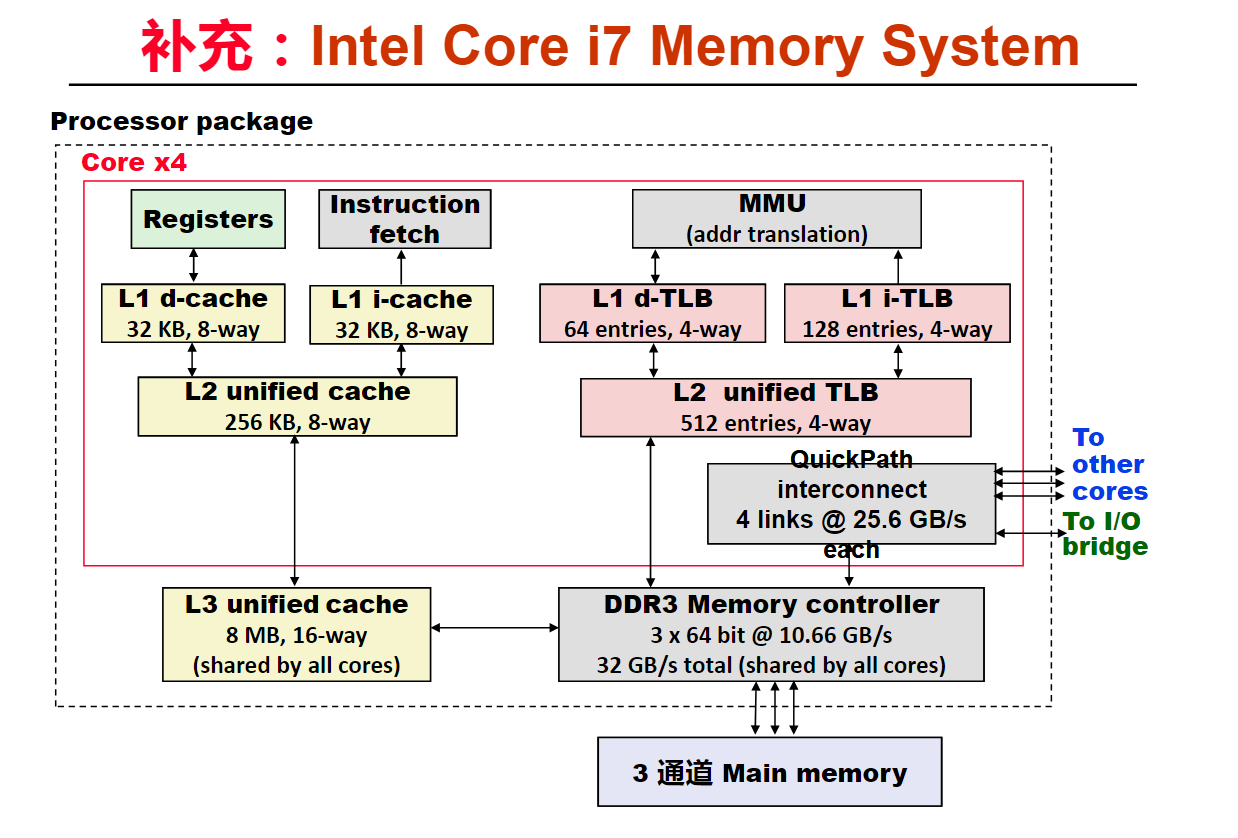 补充：Intel Core i7 Memory System
Processor package
Core x4
Registers
Instruction
fetch
MMU
(addr translation)
L1 d-cache
32 KB, 8-way
L1 i-cache
32 KB, 8-way
L1 d-TLB
64 entries, 4-way
L1 i-TLB
128 entries, 4-way
L2 unified cache
256 KB, 8-way
L2  unified TLB
512 entries, 4-way
QuickPath
interconnect
4 links @ 25.6 GB/s
each
To
other
cores
To I/O
bridge
L3 unified cache
8 MB, 16-way
(shared by all cores)
DDR3 Memory controller
3 x 64 bit @ 10.66 GB/s
32 GB/s total (shared by all cores)
3 通道 Main memory